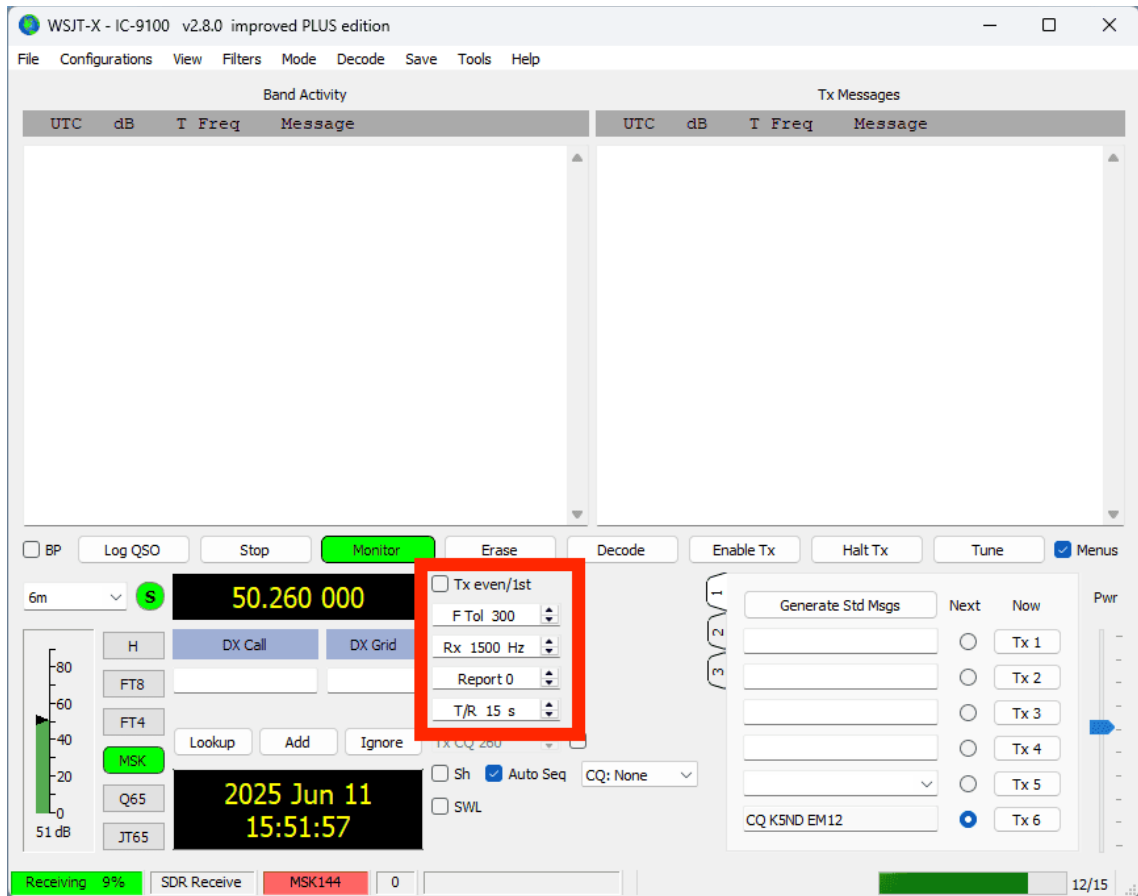 WSJT-X - IC-9100 v2.8.0 improved PLUS edition
File Configurations View Filters Mode Decode Save Tools Help
Band Activity
Tx Messages
UTC dB T Freq Message
UTC dB T Freq Message
BP Log QSO Stop Monitor Erase Decode Enable Tx Halt Tx Tune Menus
6m S 50.260 000
H
FT8
FT4
MSK
Q65
JT65
80
60
40
20
0
51 dB
DX Call DX Grid
Lookup Add Ignore
2025 Jun 11
15:51:57
Tx even/1st
F Tol 300
Rx 1500 Hz
Report 0
T/R 15 s
Tx CQ 260
Sh Auto Seq CQ: None
SWL
1
2
3
Generate Std Msgs Next Now
Tx 1
Tx 2
Tx 3
Tx 4
Tx 5
CQ K5ND EM12 Tx 6
Pwr
Receiving 9% SDR Receive MSK144 0 12/15